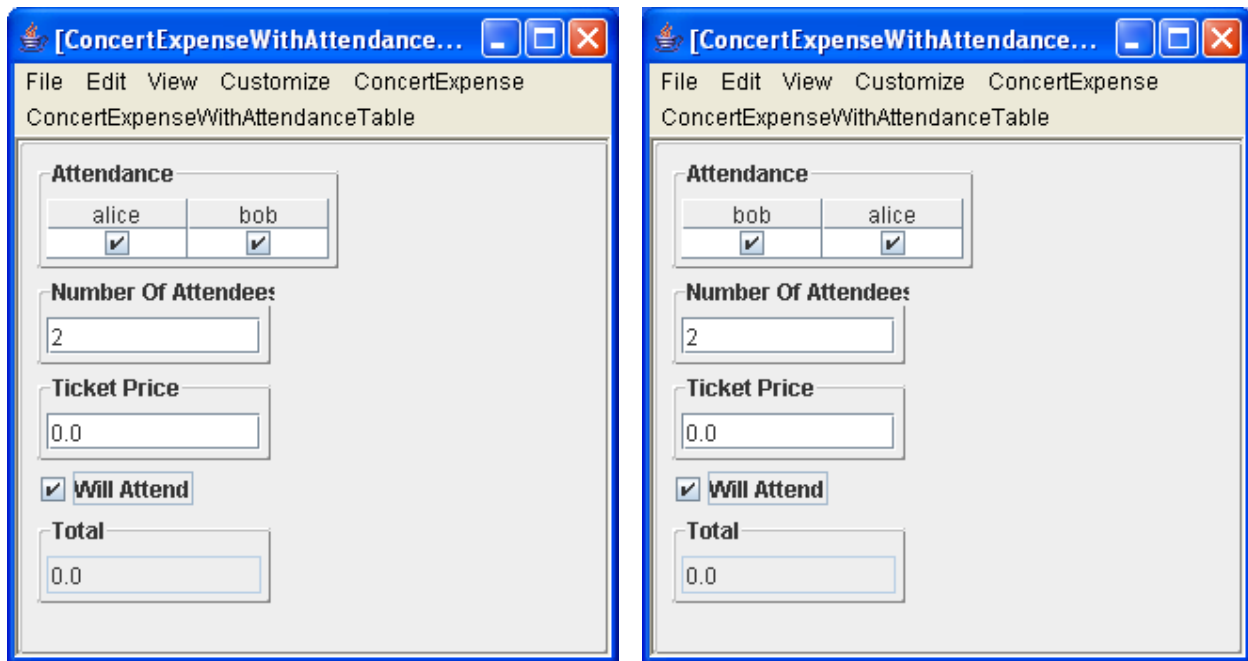 [ConcertExpenseWithAttendance...
File Edit View Customize ConcertExpense
ConcertExpenseWithAttendanceTable
Attendance
alice bob
Number Of Attendees
2
Ticket Price
0.0
Will Attend
Total
0.0
[ConcertExpenseWithAttendance...
File Edit View Customize ConcertExpense
ConcertExpenseWithAttendanceTable
Attendance
bob alice
Number Of Attendees
2
Ticket Price
0.0
Will Attend
Total
0.0